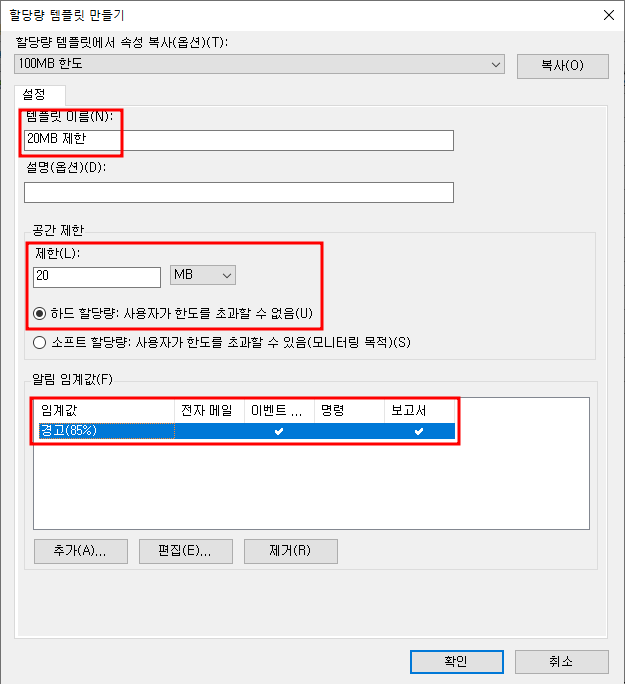 할당량 템플릿 만들기
할당량 템플릿에서 속성 복사(옵션)(T):
100MB 한도
복사(O)
설정
템플릿 이름(N):
20MB 제한
설명(옵션)(D):
공간 제한
제한(L):
20 MB
하드 할당량: 사용자가 한도를 초과할 수 없음(U)
소프트 할당량: 사용자가 한도를 초과할 수 있음(모니터링 목적)(S)
알림 임계값(F)
임계값 전자 메일 이벤트 ... 명령 보고서
경고(85%)
추가(A)... 편집(E)... 제거(R)
확인 취소